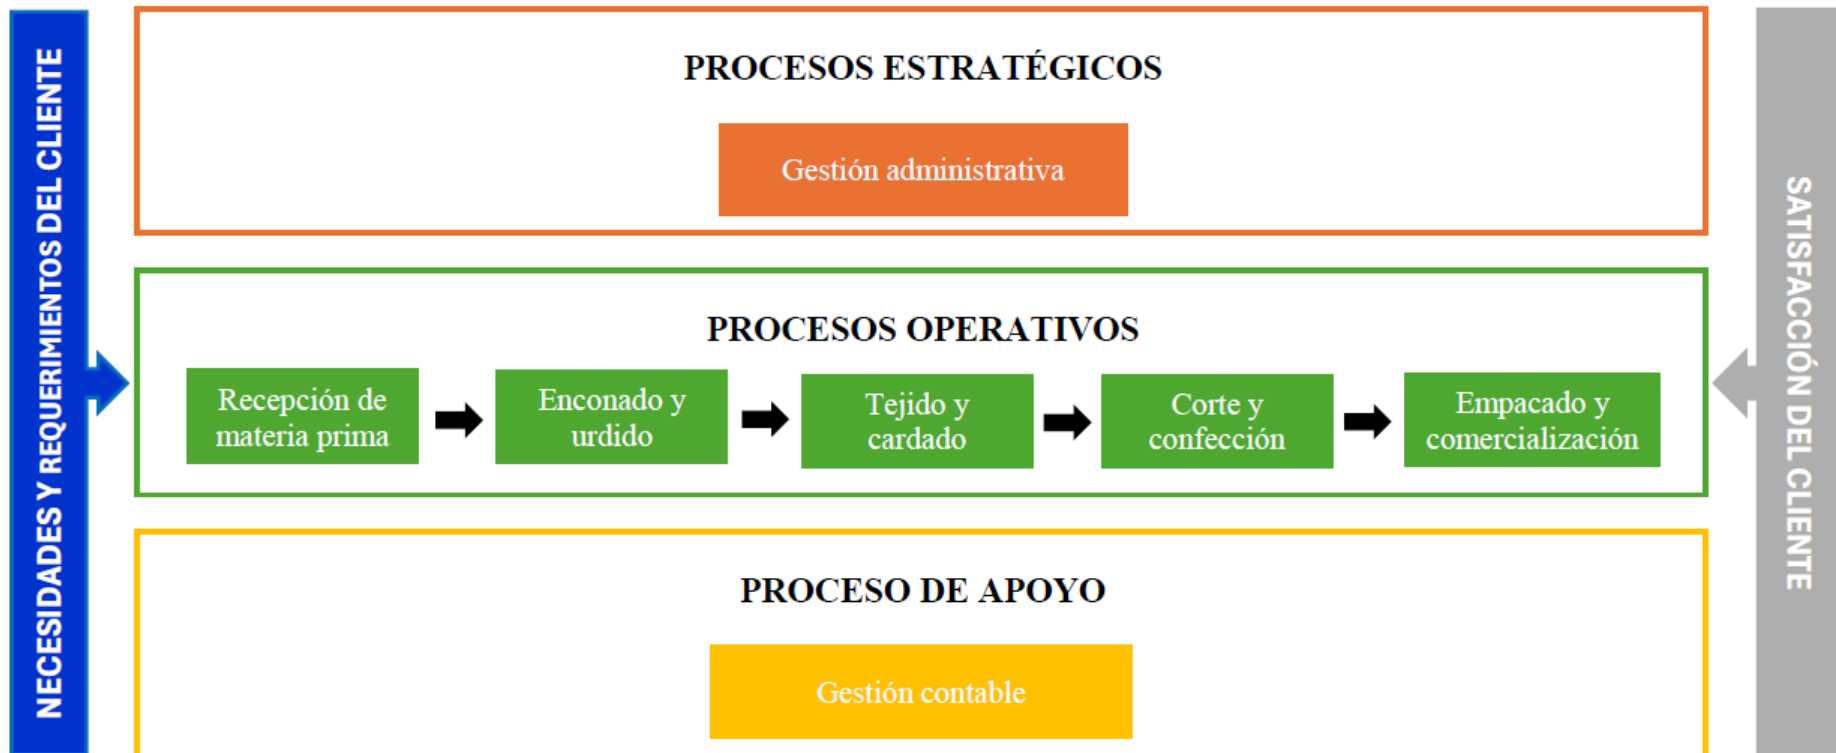 NECESIDADES Y REQUERIMIENTOS DEL CLIENTE
PROCESOS ESTRATÉGICOS
Gestión administrativa
PROCESOS OPERATIVOS
Recepción de
materia prima
Enconado y
urdido
Tejido y
cardado
Corte y
confección
Empacado y
comercialización
PROCESO DE APOYO
Gestión contable
SATISFACCIÓN DEL CLIENTE